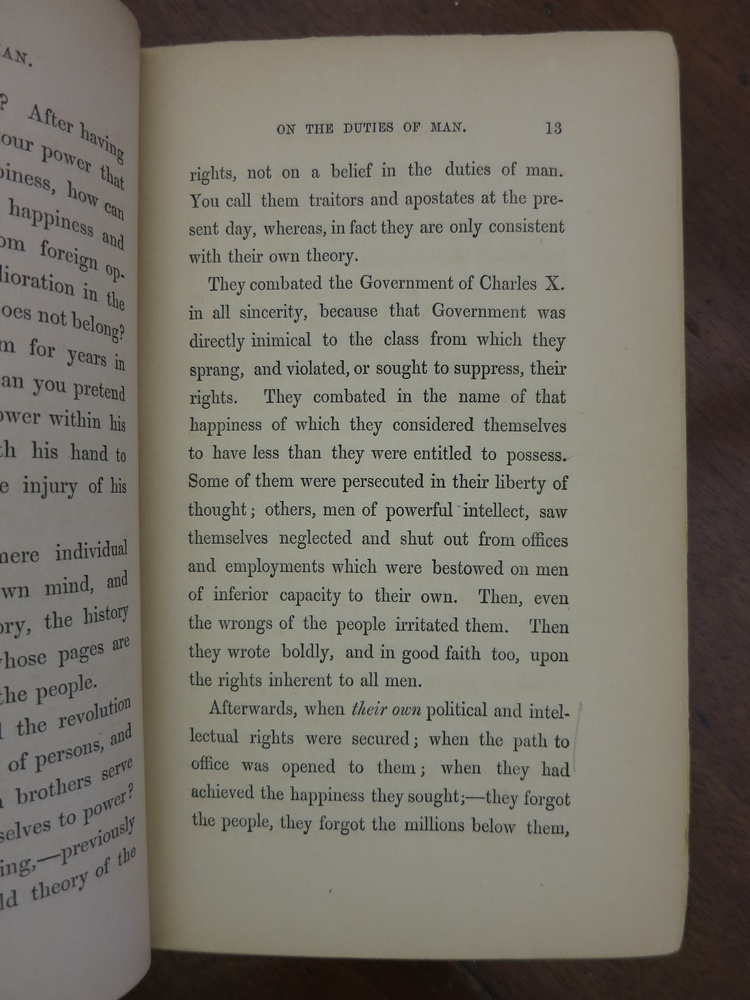 MAN.
? After having
our power that
piness, how can
happiness and
om foreign op-
lioration in the
oes not belong?
m for years in
an you pretend
ower within his
th his hand to
e injury of his
mere individual
wn mind, and
ory, the history
whose pages are
the people.
the revolution
of persons, and
brothers serve
selves to power?
ing,—previously
ld theory of the
ON THE DUTIES OF MAN. 13
rights, not on a belief in the duties of man.
You call them traitors and apostates at the pre-
sent day, whereas, in fact they are only consistent
with their own theory.
They combated the Government of Charles X.
in all sincerity, because that Government was
directly inimical to the class from which they
sprang, and violated, or sought to suppress, their
rights. They combated in the name of that
happiness of which they considered themselves
to have less than they were entitled to possess.
Some of them were persecuted in their liberty of
thought; others, men of powerful intellect, saw
themselves neglected and shut out from offices
and employments which were bestowed on men
of inferior capacity to their own. Then, even
the wrongs of the people irritated them. Then
they wrote boldly, and in good faith too, upon
the rights inherent to all men.
Afterwards, when their own political and intel-
lectual rights were secured; when the path to
office was opened to them; when they had
achieved the happiness they sought;—they forgot
the people, they forgot the millions below them,